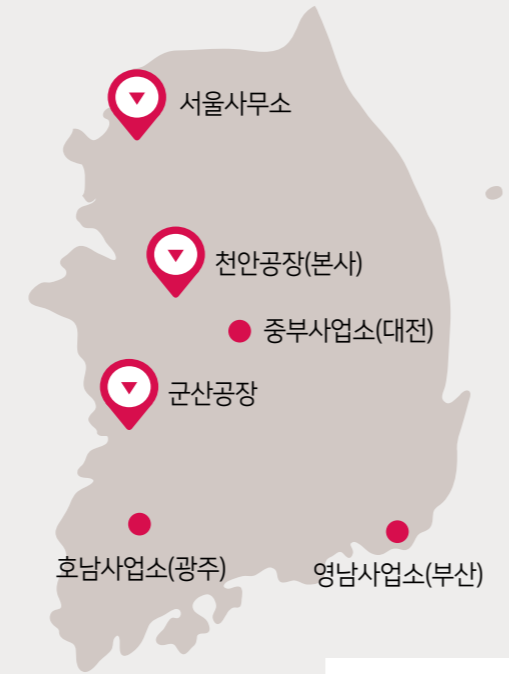 서울사무소
천안공장(본사)
중부사업소(대전)
군산공장
호남사업소(광주)
영남사업소(부산)